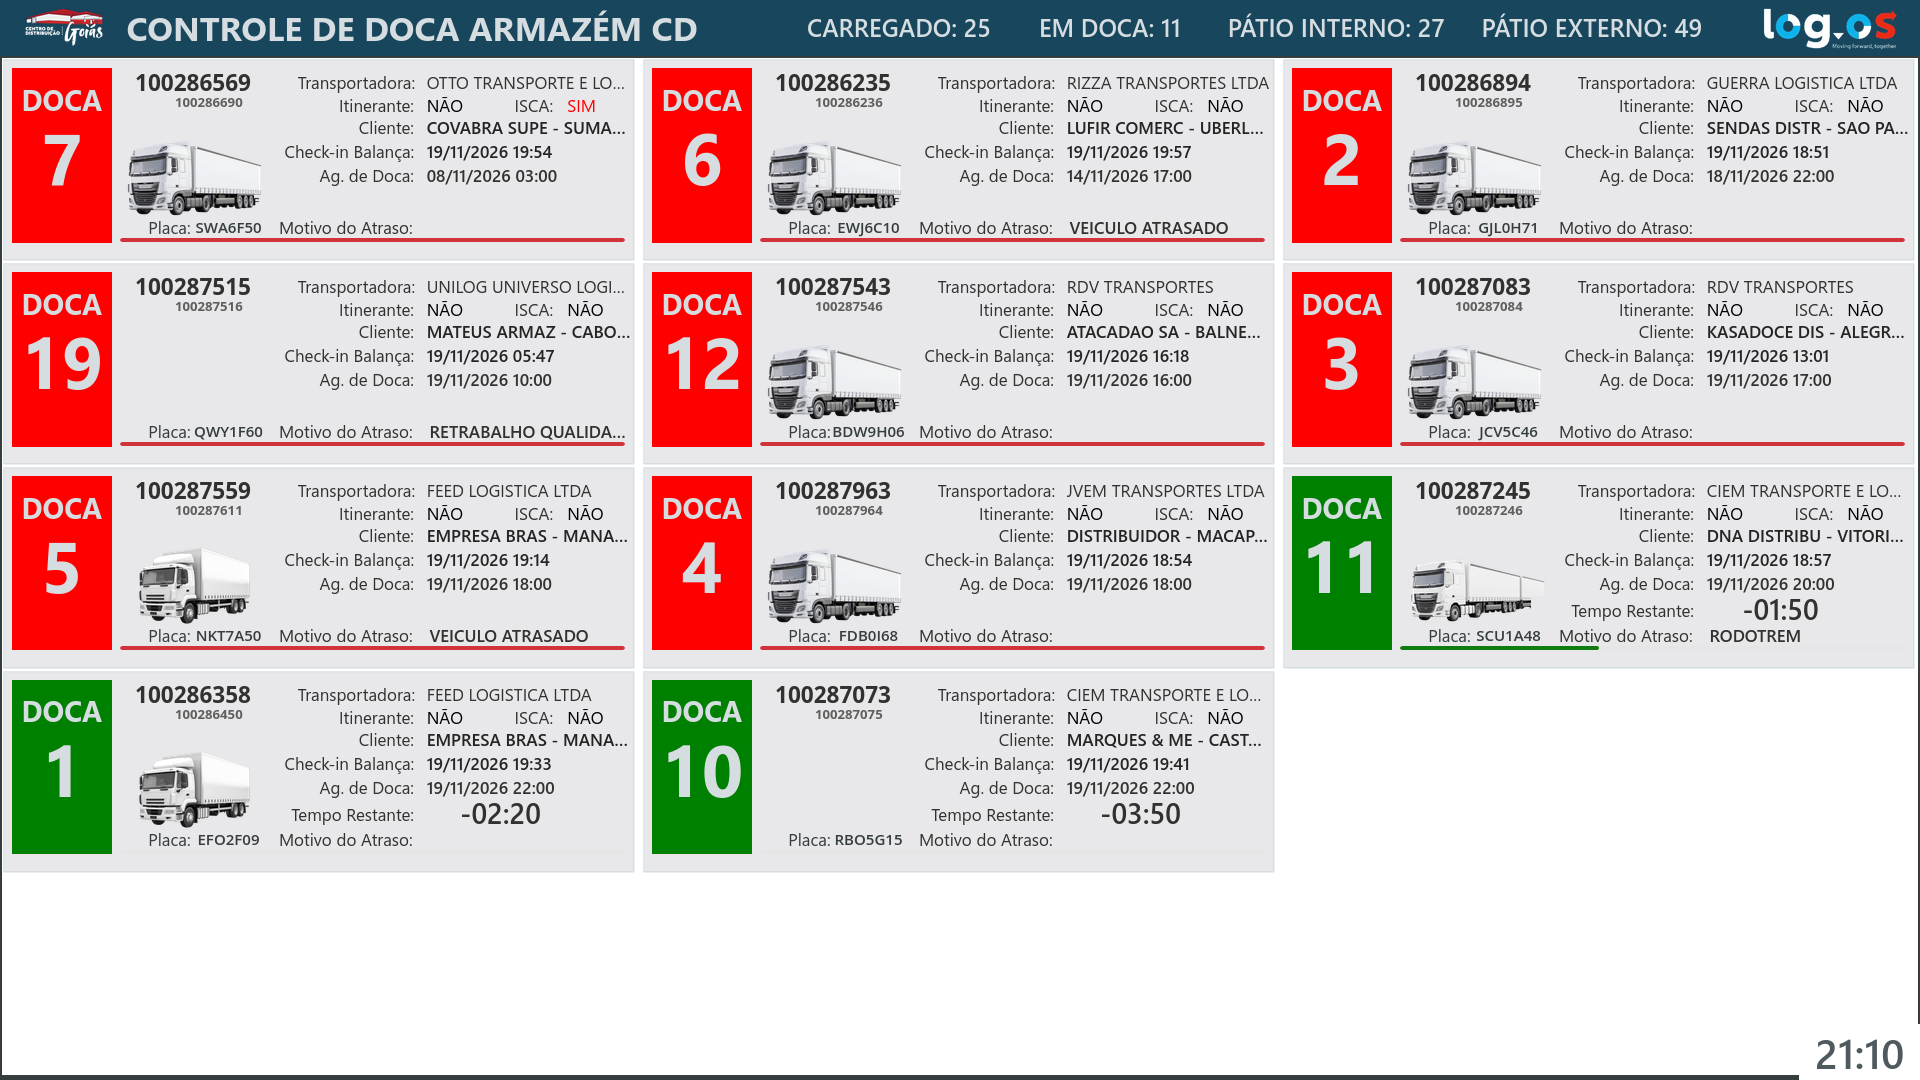 CENTRO DE DISTRIBUIÇÃO Goiás
CONTROLE DE DOCA ARMAZÉM CD
CARREGADO: 25 EM DOCA: 11 PÁTIO INTERNO: 27 PÁTIO EXTERNO: 49
log.os
Moving forward, together
DOCA
7
100286569
100286690
Transportadora: OTTO TRANSPORTE E LO...
Itinerante: NÃO ISCA: SIM
Cliente: COVABRA SUPE - SUMA...
Check-in Balança: 19/11/2026 19:54
Ag. de Doca: 08/11/2026 03:00
Placa: SWA6F50 Motivo do Atraso:
DOCA
6
100286235
100286236
Transportadora: RIZZA TRANSPORTES LTDA
Itinerante: NÃO ISCA: NÃO
Cliente: LUFIR COMERC - UBERL...
Check-in Balança: 19/11/2026 19:57
Ag. de Doca: 14/11/2026 17:00
Placa: EWJ6C10 Motivo do Atraso: VEICULO ATRASADO
DOCA
2
100286894
100286895
Transportadora: GUERRA LOGISTICA LTDA
Itinerante: NÃO ISCA: NÃO
Cliente: SENDAS DISTR - SAO PA...
Check-in Balança: 19/11/2026 18:51
Ag. de Doca: 18/11/2026 22:00
Placa: GJL0H71 Motivo do Atraso:
DOCA
19
100287515
100287516
Transportadora: UNILOG UNIVERSO LOGI...
Itinerante: NÃO ISCA: NÃO
Cliente: MATEUS ARMAZ - CABO...
Check-in Balança: 19/11/2026 05:47
Ag. de Doca: 19/11/2026 10:00
Placa: QWY1F60 Motivo do Atraso: RETRABALHO QUALIDA...
DOCA
12
100287543
100287546
Transportadora: RDV TRANSPORTES
Itinerante: NÃO ISCA: NÃO
Cliente: ATACADAO SA - BALNE...
Check-in Balança: 19/11/2026 16:18
Ag. de Doca: 19/11/2026 16:00
Placa: BDW9H06 Motivo do Atraso:
DOCA
3
100287083
100287084
Transportadora: RDV TRANSPORTES
Itinerante: NÃO ISCA: NÃO
Cliente: KASADOCE DIS - ALEGR...
Check-in Balança: 19/11/2026 13:01
Ag. de Doca: 19/11/2026 17:00
Placa: JCV5C46 Motivo do Atraso:
DOCA
5
100287559
100287611
Transportadora: FEED LOGISTICA LTDA
Itinerante: NÃO ISCA: NÃO
Cliente: EMPRESA BRAS - MANA...
Check-in Balança: 19/11/2026 19:14
Ag. de Doca: 19/11/2026 18:00
Placa: NKT7A50 Motivo do Atraso: VEICULO ATRASADO
DOCA
4
100287963
100287964
Transportadora: JVEM TRANSPORTES LTDA
Itinerante: NÃO ISCA: NÃO
Cliente: DISTRIBUIDOR - MACAP...
Check-in Balança: 19/11/2026 18:54
Ag. de Doca: 19/11/2026 18:00
Placa: FDB0I68 Motivo do Atraso:
DOCA
11
100287245
100287246
Transportadora: CIEM TRANSPORTE E LO...
Itinerante: NÃO ISCA: NÃO
Cliente: DNA DISTRIBU - VITORI...
Check-in Balança: 19/11/2026 18:57
Ag. de Doca: 19/11/2026 20:00
Tempo Restante: -01:50
Placa: SCU1A48 Motivo do Atraso: RODOTREM
DOCA
1
100286358
100286450
Transportadora: FEED LOGISTICA LTDA
Itinerante: NÃO ISCA: NÃO
Cliente: EMPRESA BRAS - MANA...
Check-in Balança: 19/11/2026 19:33
Ag. de Doca: 19/11/2026 22:00
Tempo Restante: -02:20
Placa: EFO2F09 Motivo do Atraso:
DOCA
10
100287073
100287075
Transportadora: CIEM TRANSPORTE E LO...
Itinerante: NÃO ISCA: NÃO
Cliente: MARQUES & ME - CAST...
Check-in Balança: 19/11/2026 19:41
Ag. de Doca: 19/11/2026 22:00
Tempo Restante: -03:50
Placa: RBO5G15 Motivo do Atraso:
21:10